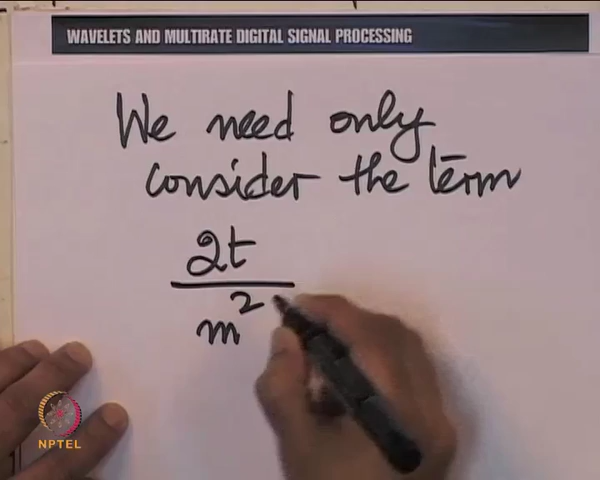 WAVELETS AND MULTIRATE DIGITAL SIGNAL PROCESSING
We need only
consider the term
2t
m²
NPTEL